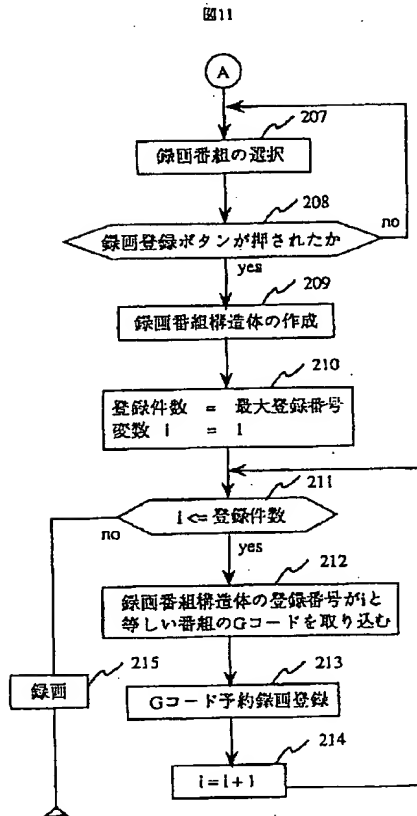 図11
A
207
録画番組の選択
208
録画登録ボタンが押されたか
no
yes
209
録画番組構造体の作成
210
登録件数 = 最大登録番号
変数 i = 1
211
i <= 登録件数
no
yes
212
録画番組構造体の登録番号がiと
等しい番組のGコードを取り込む
215
213
録画
Gコード予約録画登録
214
i = i + 1